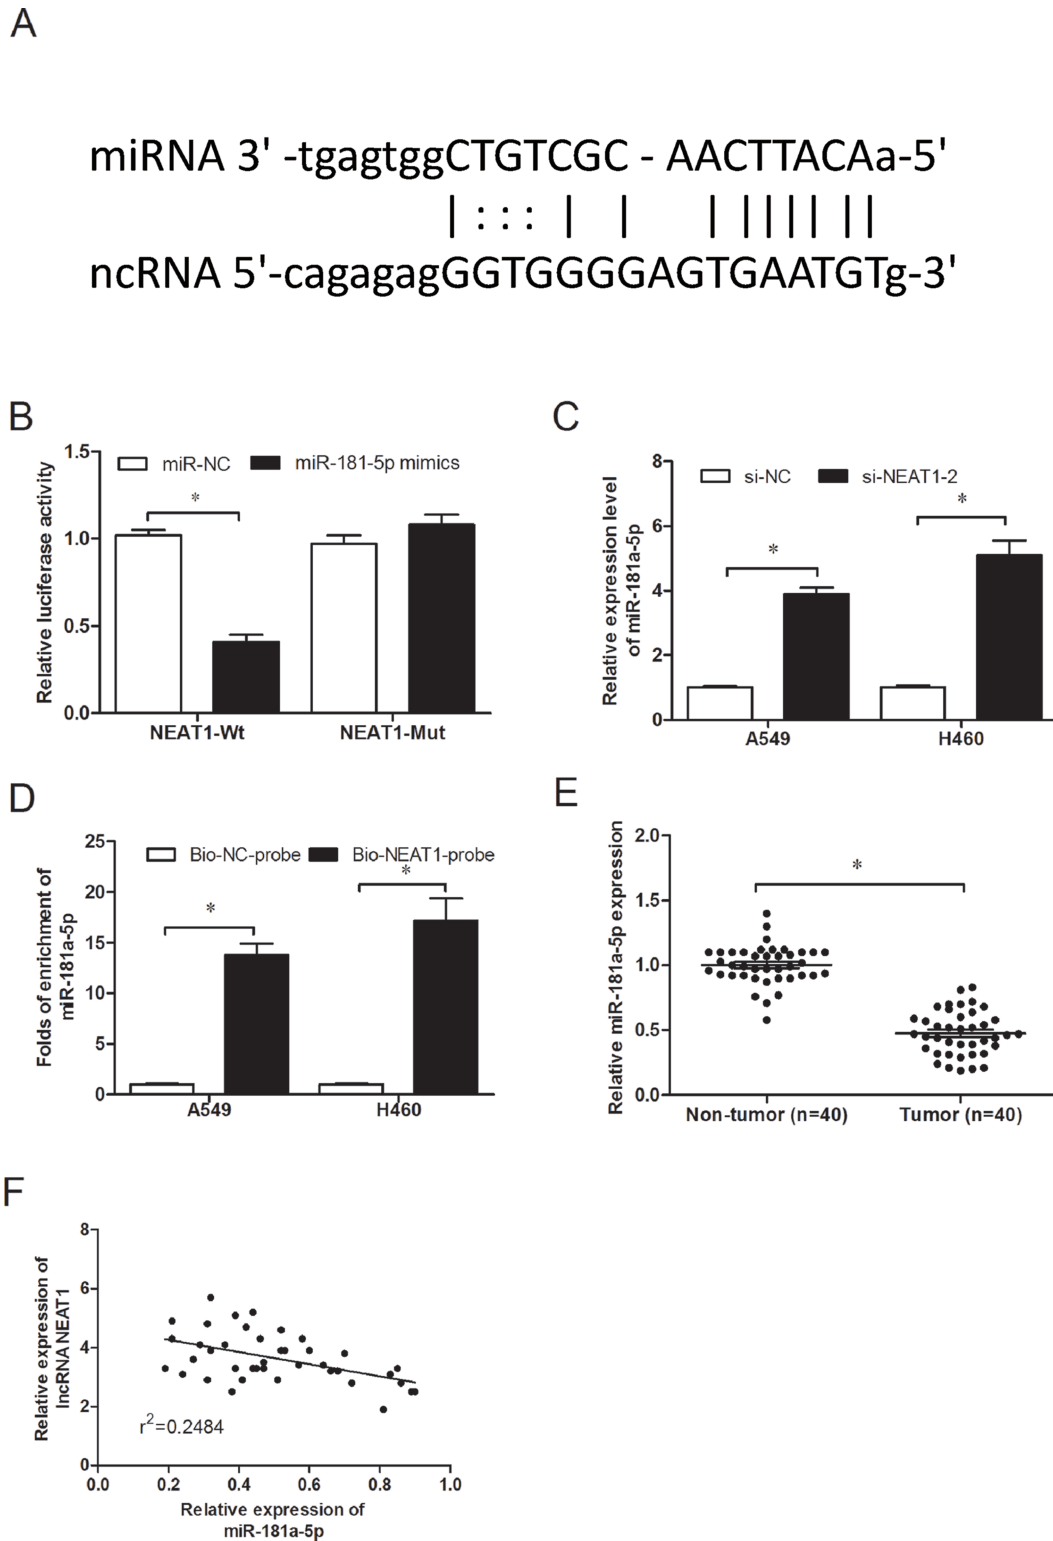 A
miRNA 3' -tgagtggCTGTCGC - AACTTACAa-5'
| : : : | | | | | | | | |
ncRNA 5'-cagagagGGTGGGGAGTGAATGTg-3'
B
Relative luciferase activity
1.5
1.0
0.5
0.0
miR-NC
miR-181-5p mimics
*
NEAT1-Wt
NEAT1-Mut
C
Relative expression level
of miR-181a-5p
8
6
4
2
0
si-NC
si-NEAT1-2
*
*
A549
H460
D
Folds of enrichment of
miR-181a-5p
25
20
15
10
5
0
Bio-NC-probe
Bio-NEAT1-probe
*
*
A549
H460
E
Relative miR-181a-5p expression
2.0
1.5
1.0
0.5
0.0
*
Non-tumor (n=40)
Tumor (n=40)
F
Relative expression of
lncRNA NEAT1
8
6
4
2
0
r2=0.2484
0.0 0.2 0.4 0.6 0.8 1.0
Relative expression of
miR-181a-5p